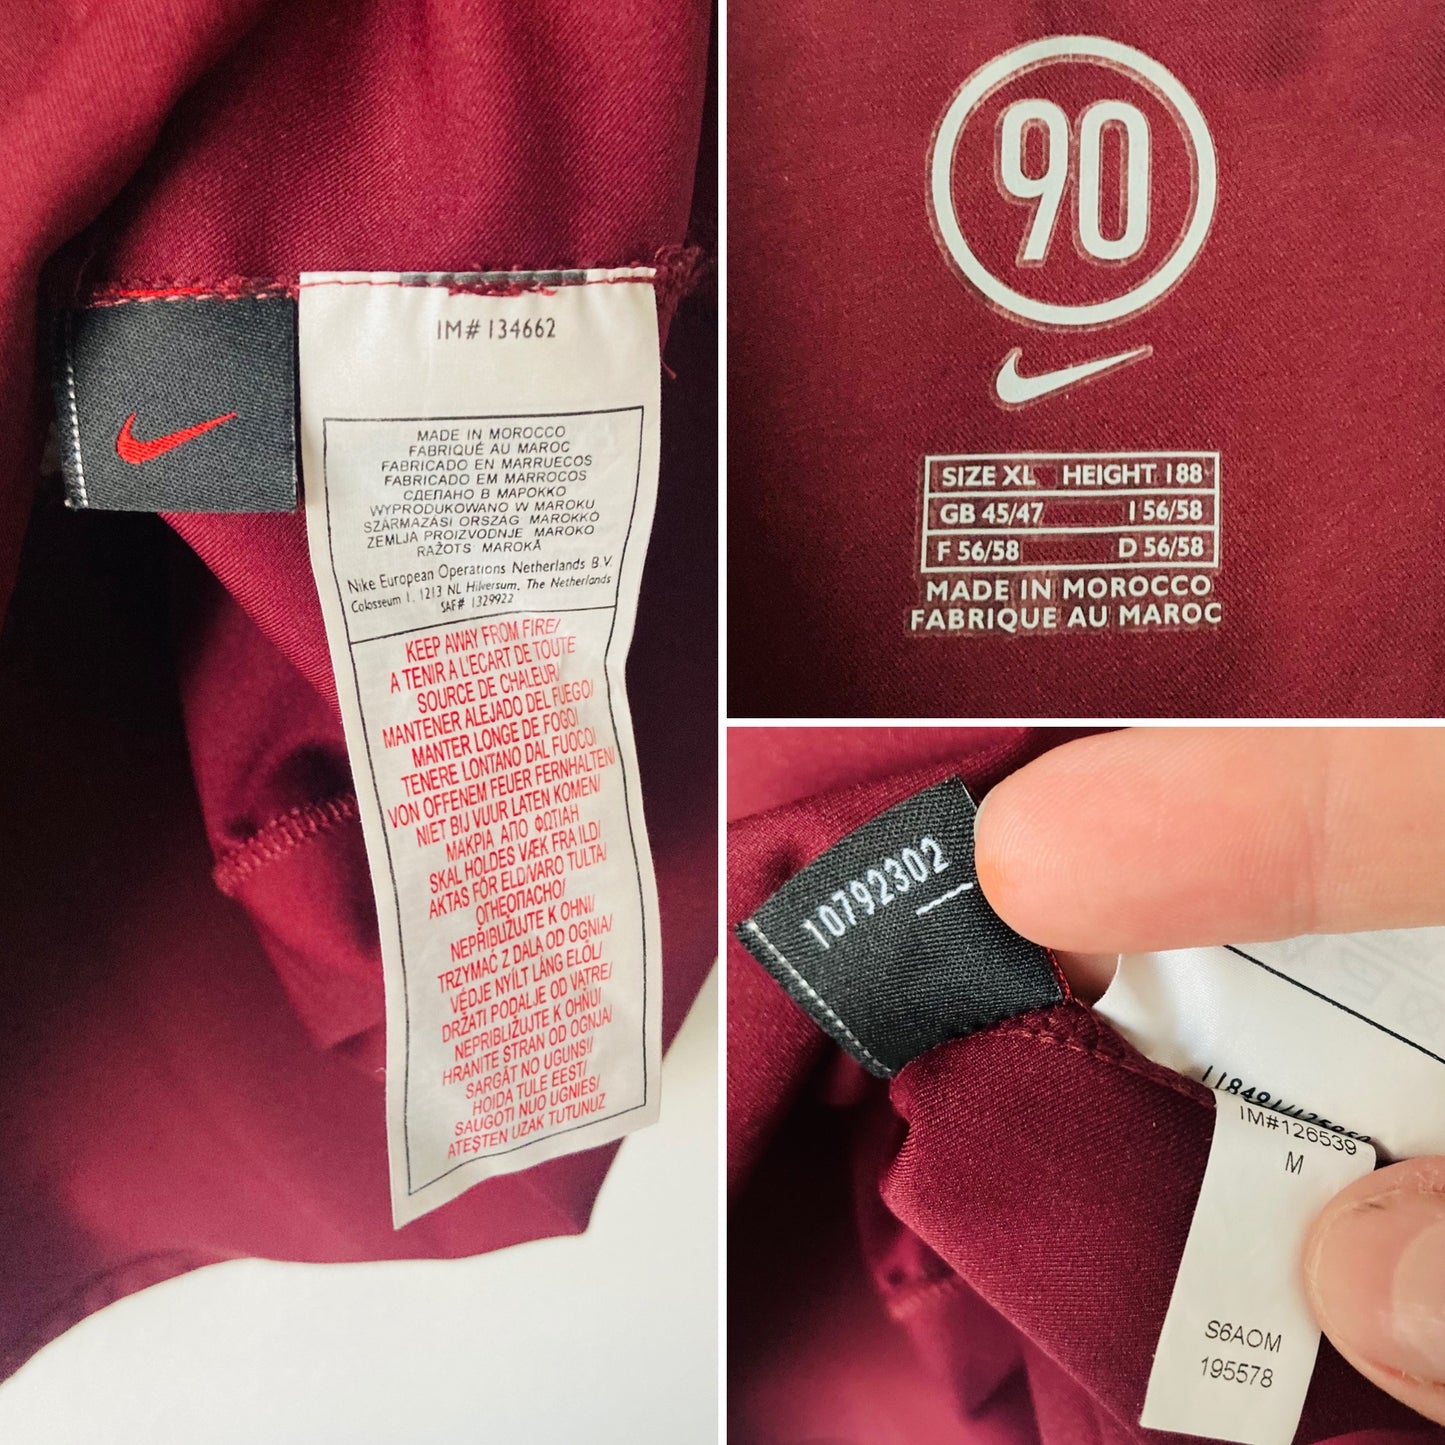 IM# 134662
MADE IN MOROCCO
FABRIQUÉ AU MAROC
FABRICADO EN MARRUECOS
FABRICADO EM MARROCOS
СДЕЛАНО В МАРОККО
WYPRODUKOWANO W MAROKU
SZÁRMAZÁSI ORSZÁG MAROKKO
ZEMLJA PROIZVODNJE MAROKO
RAŽOTS MAROKĀ
Nike European Operations Netherlands B.V.
Colosseum 1, 1213 NL Hilversum, The Netherlands
SAF# 1329922
KEEP AWAY FROM FIRE/
A TENIR A L'ECART DE TOUTE
SOURCE DE CHALEUR/
MANTENER ALEJADO DEL FUEGO/
MANTER LONGE DE FOGO/
TENERE LONTANO DAL FUOCO/
VON OFFENEM FEUER FERNHALTEN/
NIET BIJ VUUR LATEN KOMEN/
ΜΑΚΡΙΑ ΑΠΟ ΦΩΤΙΑΗ
SKAL HOLDES VÆK FRA ILD/
AKTAS FÖR ELD/VARO TULTA/
ОГНЕОПАСНО/
NEPŘIBLIŽUJTE K OHNI/
TRZYMAĆ Z DALA OD OGNIA/
VÉDJE NYÍLT LÁNG ELŐL/
DRŽATI PODALJE OD VATRE/
NEPRIBLIŽUJTE K OHŇU/
HRANITE STRAN OD OGNJA/
SARGĀT NO UGUNS/
HOIDA TULE EEST/
SAUGOTI NUO UGNIES/
ATEŞTEN UZAK TUTUNUZ
90
SIZE XL HEIGHT 188
GB 45/47 I 56/58
F 56/58 D 56/58
MADE IN MOROCCO
FABRIQUE AU MAROC
10792302
IM#126539
M
S6AOM
195578